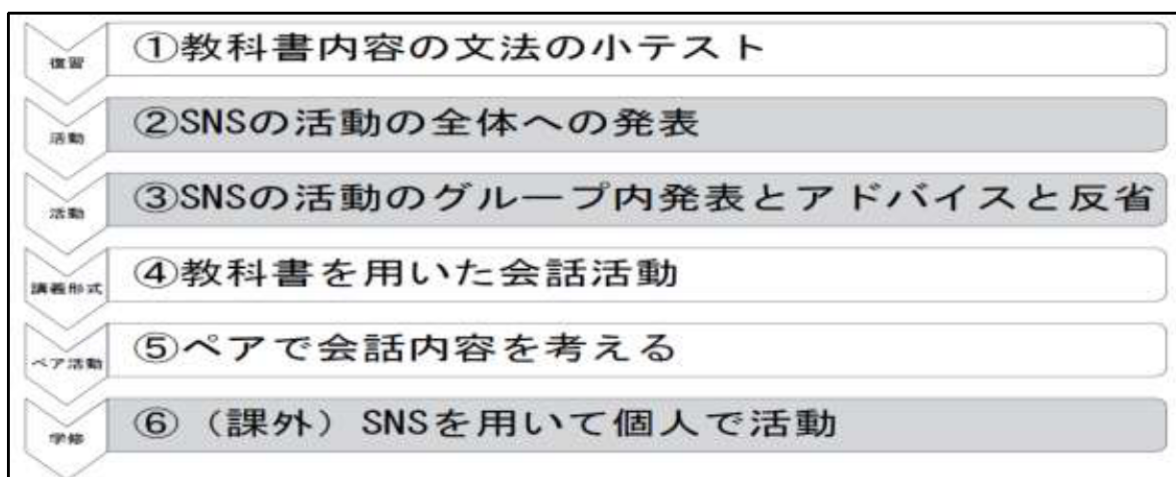 復習
①教科書内容の文法の小テスト
活動
②SNSの活動の全体への発表
活動
③SNSの活動のグループ内発表とアドバイスと反省
講義形式
④教科書を用いた会話活動
ペア活動
⑤ペアで会話内容を考える
学修
⑥（課外）SNSを用いて個人で活動